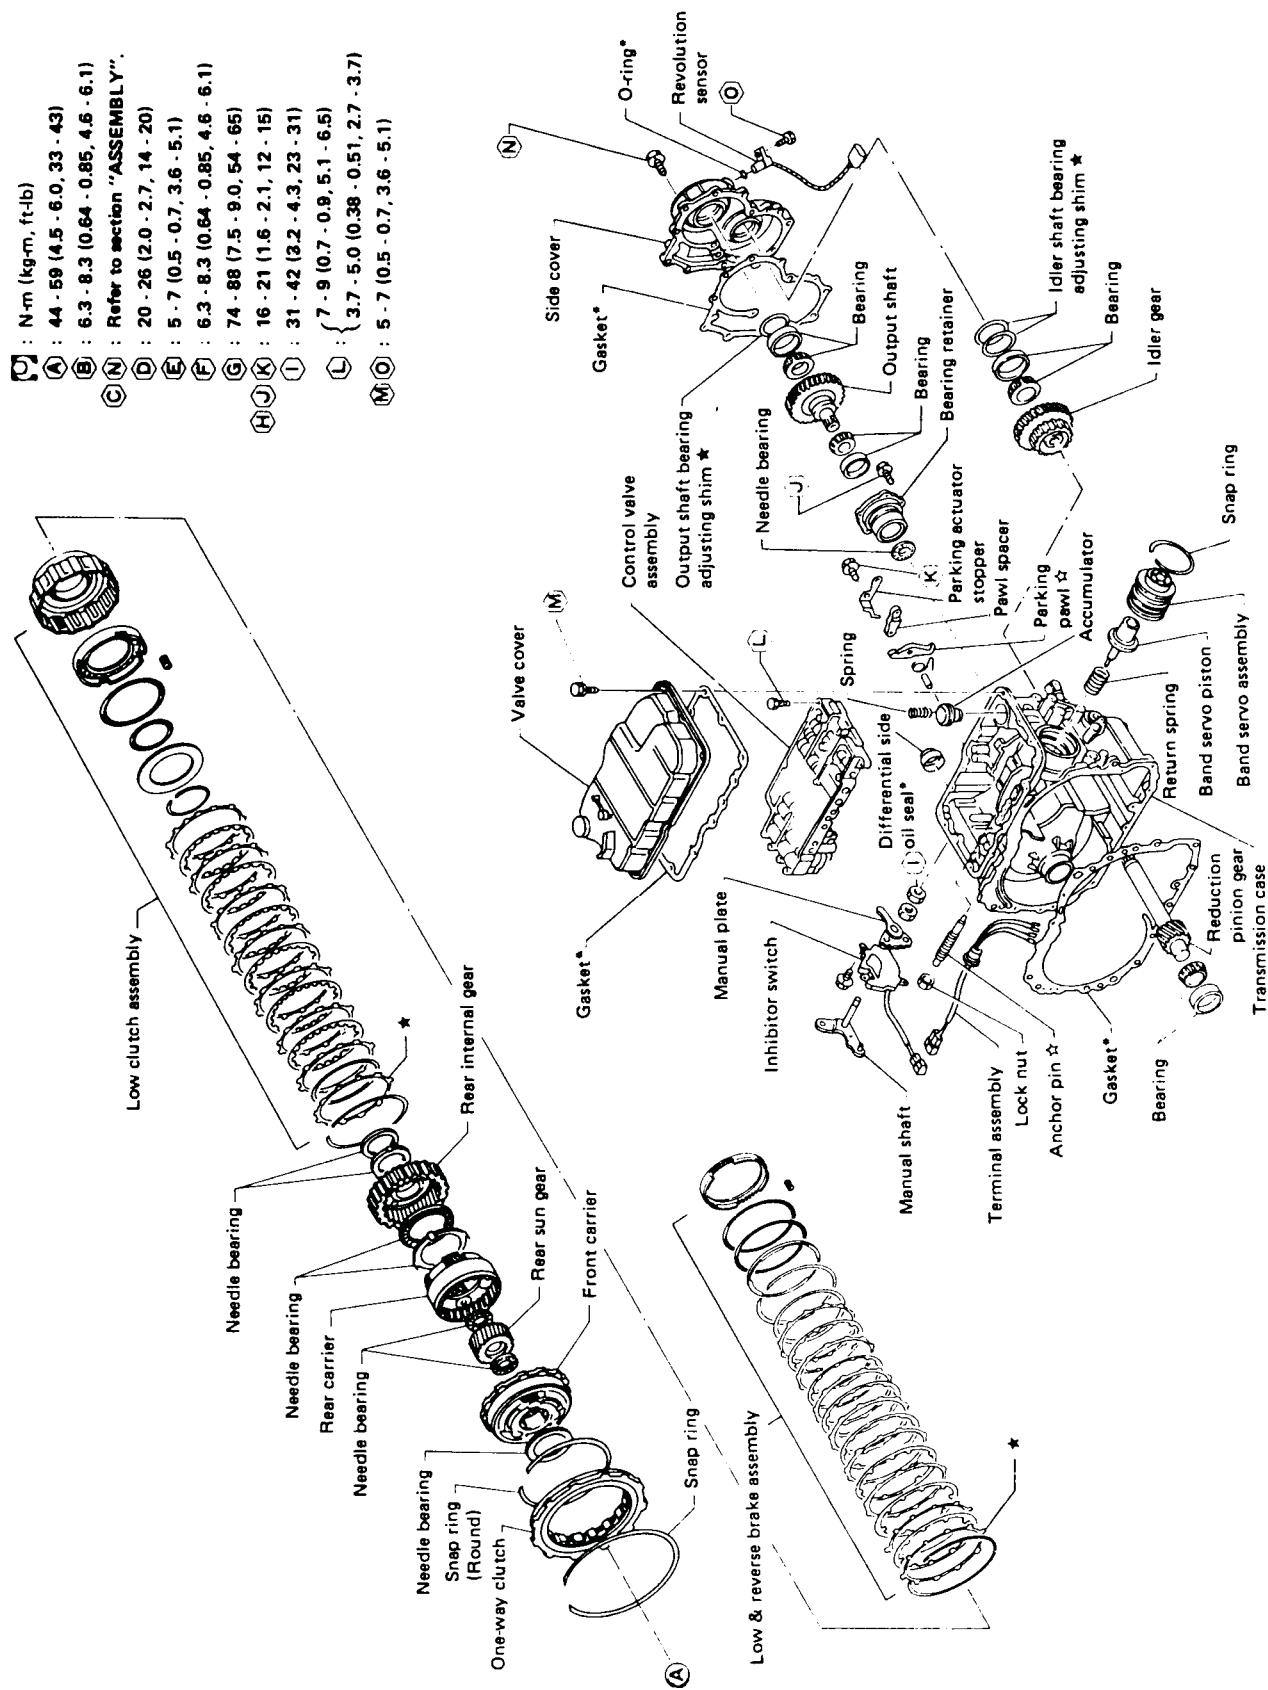 : N·m (kg-m, ft-lb)
Ⓐ : 44 - 59 (4.5 - 6.0, 33 - 43)
Ⓑ : 6.3 - 8.3 (0.64 - 0.85, 4.6 - 6.1)
Ⓒ Ⓝ : Refer to section "ASSEMBLY".
Ⓓ : 20 - 26 (2.0 - 2.7, 14 - 20)
Ⓔ : 5 - 7 (0.5 - 0.7, 3.6 - 5.1)
Ⓕ : 6.3 - 8.3 (0.64 - 0.85, 4.6 - 6.1)
Ⓖ : 74 - 88 (7.5 - 9.0, 54 - 65)
Ⓗ Ⓙ Ⓚ : 16 - 21 (1.6 - 2.1, 12 - 15)
Ⓘ : 31 - 42 (3.2 - 4.3, 23 - 31)
Ⓛ : { 7 - 9 (0.7 - 0.9, 5.1 - 6.5)
3.7 - 5.0 (0.38 - 0.51, 2.7 - 3.7)
Ⓜ Ⓞ : 5 - 7 (0.5 - 0.7, 3.6 - 5.1)
Low clutch assembly
★
Needle bearing
Rear internal gear
Needle bearing
Rear carrier
Rear sun gear
Needle bearing
Front carrier
Needle bearing
Snap ring
(Round)
One-way clutch
Snap ring
Ⓐ
Low & reverse brake assembly
★
Ⓝ
O-ring*
Revolution
sensor
Ⓞ
Side cover
Gasket*
Bearing
Output shaft
Bearing
Bearing retainer
Idler shaft bearing
adjusting shim ★
Bearing
Idler gear
Control valve
assembly
Output shaft bearing
adjusting shim ★
Needle bearing
Ⓙ
Ⓚ
Parking actuator
stopper
Pawl spacer
Parking
pawl ☆
Accumulator
Snap ring
Ⓜ
Valve cover
Ⓛ
Spring
Differential side
oil seal*
Ⓘ
Return spring
Band servo piston
Band servo assembly
Gasket*
Manual plate
Inhibitor switch
Manual shaft
Terminal assembly
Lock nut
Anchor pin ☆
Gasket*
Bearing
Reduction
pinion gear
Transmission case